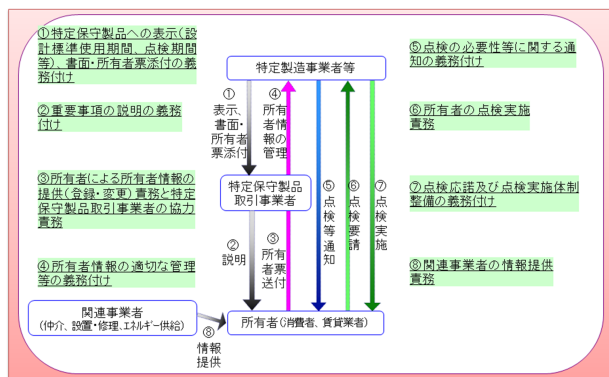 ①特定保守製品への表示(設
計標準使用期間、点検期間
等)、書面・所有者票添付の義
務付け
②重要事項の説明の義務
付け
③所有者による所有者情報の
提供(登録・変更)責務と特定
保守製品取引事業者の協力
責務
④所有者情報の適切な管理
等の義務付け
特定製造事業者等
①
表示、書面・所有者票添付
④
所有者情報の管理
特定保守製品
取引事業者
②
説明
③
所有者票送付
⑤点検等通知
⑥点検要請
⑦点検実施
関連事業者
(仲介、設置・修理、エネルギー供給)
⑧
情報
提供
所有者(消費者、賃貸業者)
⑤点検の必要性等に関する通
知の義務付け
⑥所有者の点検実施
責務
⑦点検応諾及び点検実施体制
整備の義務付け
⑧関連事業者の情報提供
責務